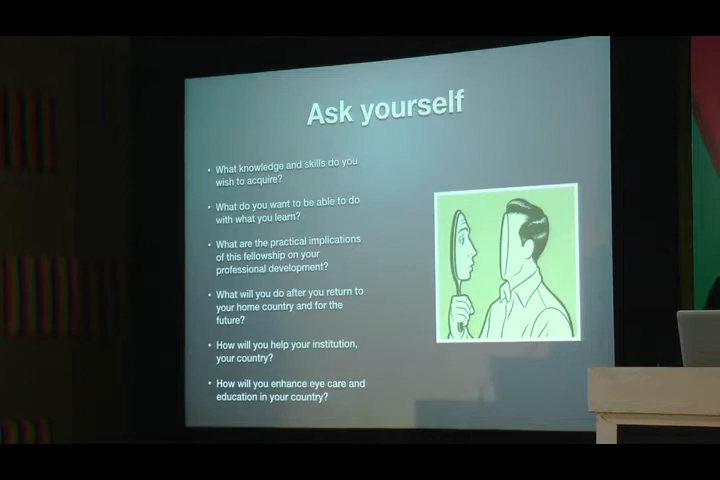 Ask yourself
• What knowledge and skills do you
wish to acquire?
• What do you want to be able to do
with what you learn?
• What are the practical implications
of this fellowship on your
professional development?
• What will you do after you return to
your home country and for the
future?
• How will you help your institution,
your country?
• How will you enhance eye care and
education in your country?